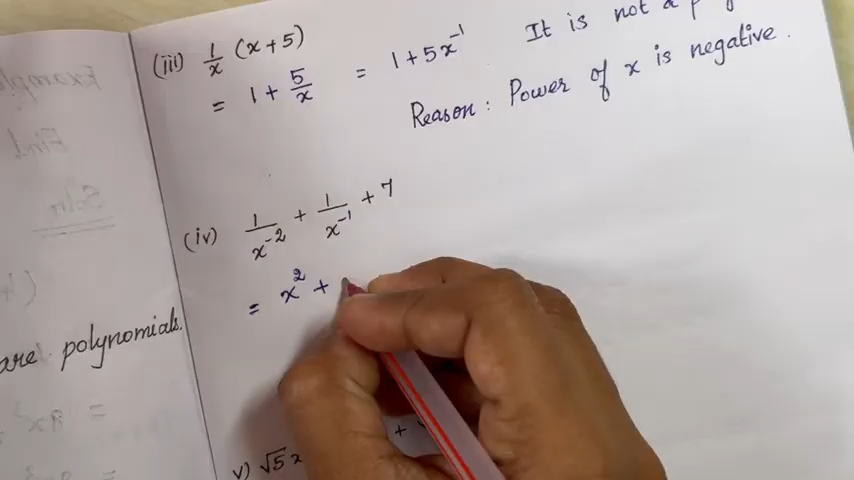 (iii) 1/x (x+5)
= 1 + 5/x = 1 + 5x⁻¹ It is not a
Reason: Power of x is negative.
(iv) 1/x⁻² + 1/x⁻¹ + 7
= x² +
are polynomials.
v) √5 x +